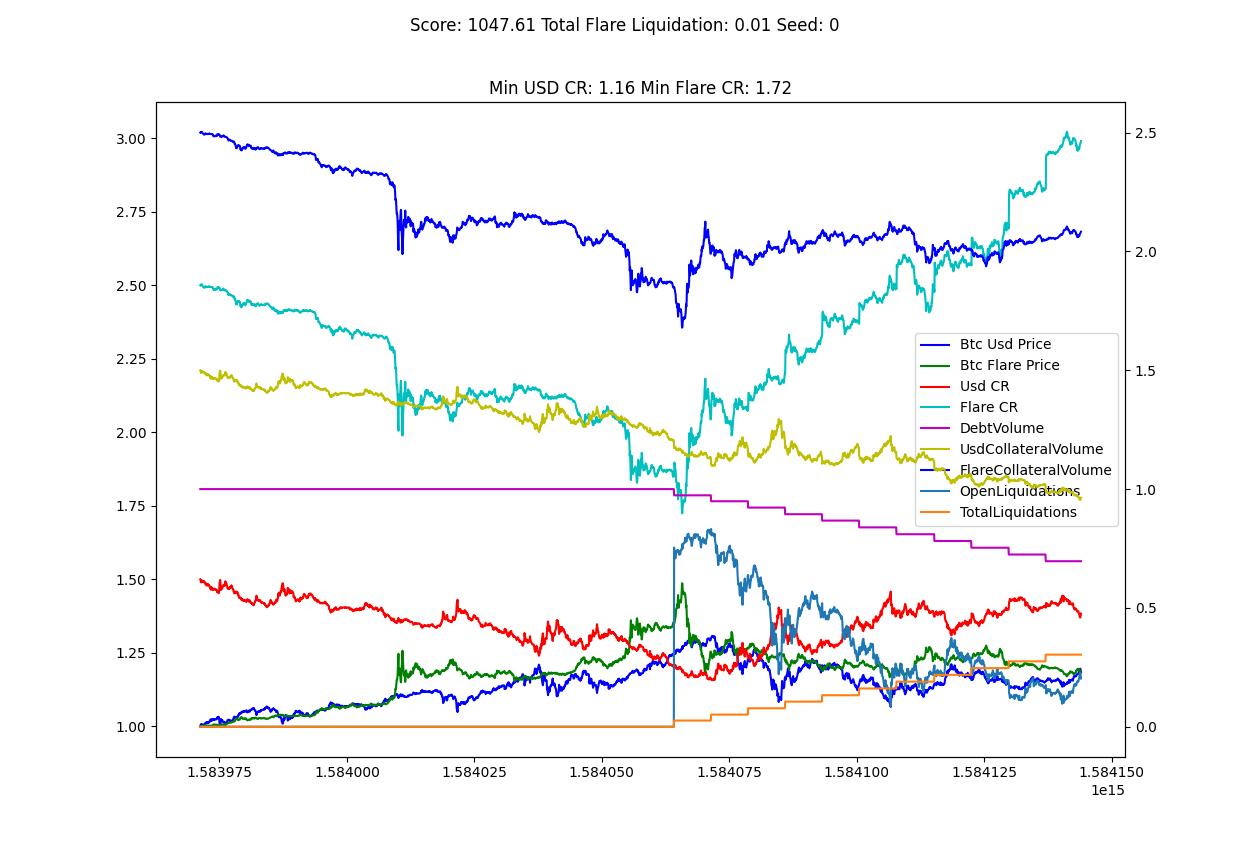 Score: 1047.61 Total Flare Liquidation: 0.01 Seed: 0
Min USD CR: 1.16 Min Flare CR: 1.72
3.00
2.75
2.50
2.25
2.00
1.75
1.50
1.25
1.00
2.5
2.0
1.5
1.0
0.5
0.0
Btc Usd Price
Btc Flare Price
Usd CR
Flare CR
DebtVolume
UsdCollateralVolume
FlareCollateralVolume
OpenLiquidations
TotalLiquidations
1.583975 1.584000 1.584025 1.584050 1.584075 1.584100 1.584125 1.584150
1e15